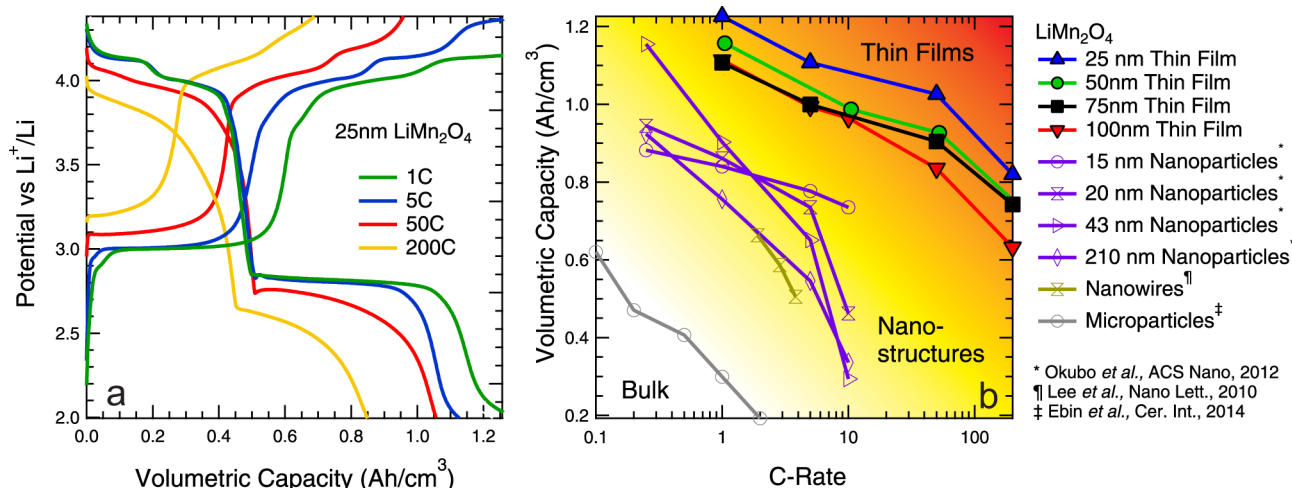 4.0
3.5
3.0
2.5
2.0
Potential vs Li⁺/Li
0.0 0.2 0.4 0.6 0.8 1.0 1.2
Volumetric Capacity (Ah/cm³)
25nm LiMn₂O₄
1C
5C
50C
200C
a
1.2
1.0
0.8
0.6
0.4
0.2
Volumetric Capacity (Ah/cm³)
0.1 1 10 100
C-Rate
Thin Films
Nano-
structures
Bulk
b
LiMn₂O₄
25 nm Thin Film
50nm Thin Film
75nm Thin Film
100nm Thin Film
15 nm Nanoparticles*
20 nm Nanoparticles*
43 nm Nanoparticles*
210 nm Nanoparticles
Nanowires¶
Microparticles‡
* Okubo et al., ACS Nano, 2012
¶ Lee et al., Nano Lett., 2010
‡ Ebin et al., Cer. Int., 2014